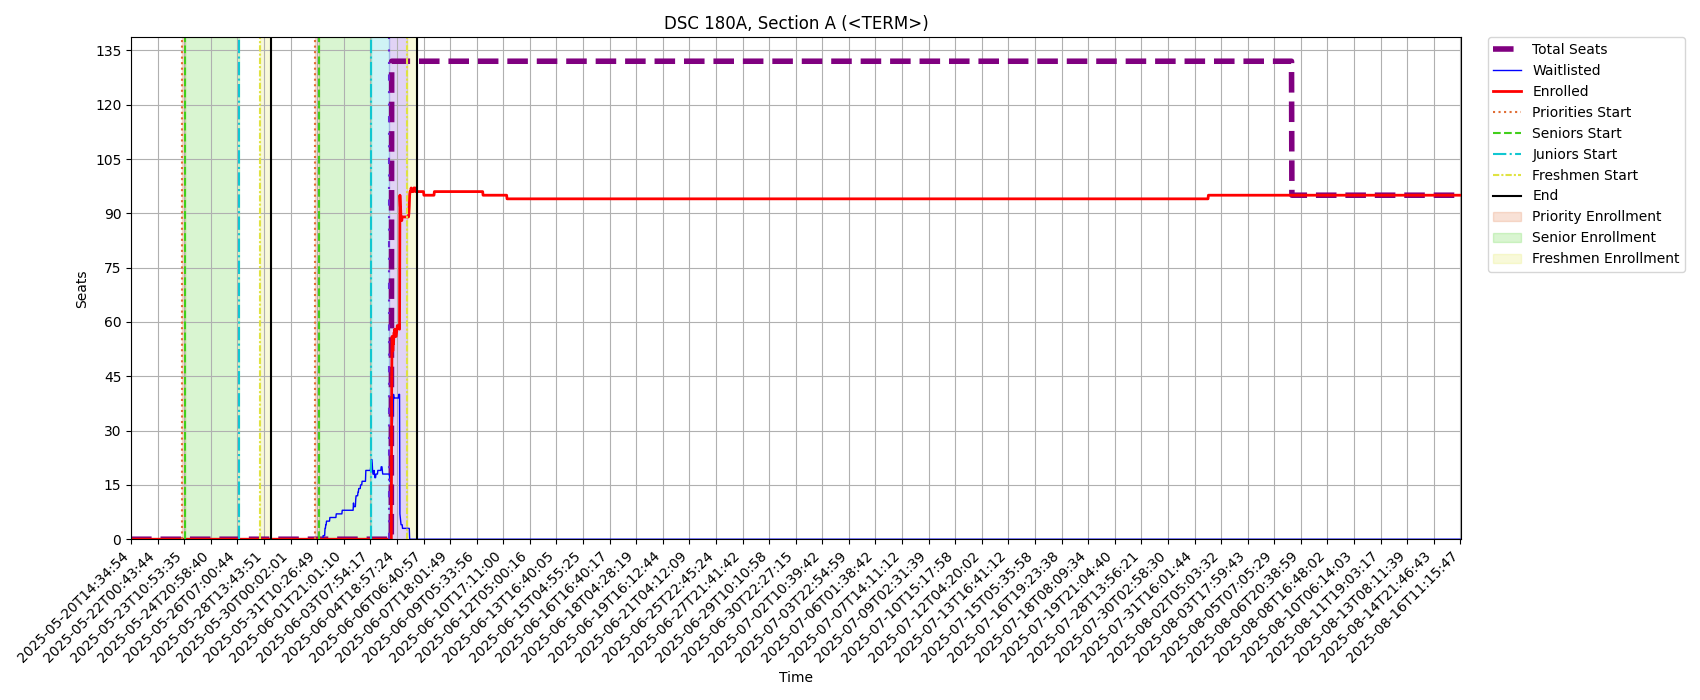 DSC 180A, Section A (<TERM>)
Seats
135
120
105
90
75
60
45
30
15
0
2025-05-20T14:34:54
2025-05-22T00:43:44
2025-05-23T10:53:35
2025-05-24T20:58:40
2025-05-26T07:00:44
2025-05-28T13:43:51
2025-05-30T00:02:01
2025-05-31T10:26:49
2025-06-01T21:01:10
2025-06-03T07:54:17
2025-06-04T18:57:24
2025-06-06T06:40:57
2025-06-07T18:01:49
2025-06-09T05:33:56
2025-06-10T17:11:00
2025-06-12T05:00:16
2025-06-13T16:40:05
2025-06-15T04:55:25
2025-06-16T16:40:17
2025-06-18T04:28:19
2025-06-19T16:12:44
2025-06-21T04:12:09
2025-06-25T22:45:24
2025-06-27T21:41:42
2025-06-29T10:10:58
2025-06-30T22:27:15
2025-07-02T10:39:42
2025-07-03T22:54:59
2025-07-06T01:38:42
2025-07-07T14:11:12
2025-07-09T02:31:39
2025-07-10T15:17:58
2025-07-12T04:20:02
2025-07-13T16:41:12
2025-07-15T05:35:58
2025-07-16T19:23:38
2025-07-18T08:09:34
2025-07-19T21:04:40
2025-07-28T13:56:21
2025-07-30T02:58:30
2025-07-31T16:01:44
2025-08-02T05:03:32
2025-08-03T17:59:43
2025-08-05T07:05:29
2025-08-06T20:38:59
2025-08-08T16:48:02
2025-08-10T06:14:03
2025-08-11T19:03:17
2025-08-13T08:11:39
2025-08-14T21:46:43
2025-08-16T11:15:47
Time
Total Seats
Waitlisted
Enrolled
Priorities Start
Seniors Start
Juniors Start
Freshmen Start
End
Priority Enrollment
Senior Enrollment
Freshmen Enrollment